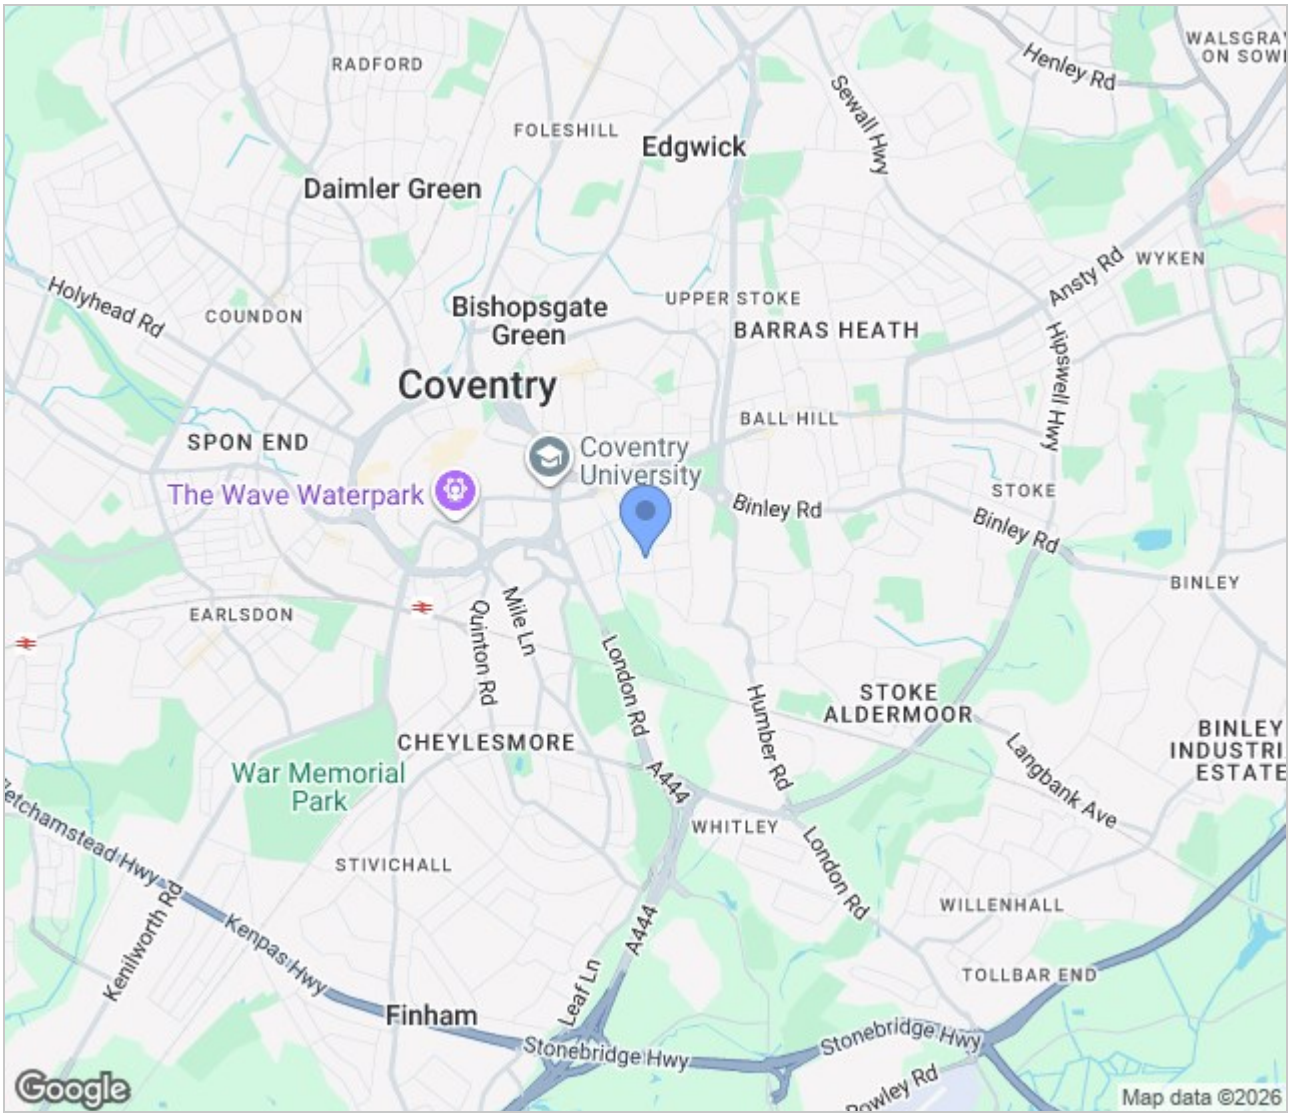 WALSGRA
ON SOW
RADFORD
Henley Rd
Sewall Hwy
FOLESHILL
Edgwick
Daimler Green
Ansty Rd
WYKEN
Holyhead Rd
COUNDON
Bishopsgate
Green
UPPER STOKE
BARRAS HEATH
Hipswell Hwy
Coventry
BALL HILL
SPON END
Coventry
University
The Wave Waterpark
STOKE
Binley Rd
Binley Rd
BINLEY
EARLSDON
Mile Ln
Quinton Rd
London Rd
STOKE
ALDERMOOR
Humber Rd
CHEYLESMORE
BINLEY
INDUSTRI
ESTATE
Langbank Ave
War Memorial
Park
A444
WHITLEY
London Rd
STIVICHALL
letchamstead Hwy
Kenilworth Rd
Kenpas Hwy
A444
WILLENHALL
TOLLBAR END
Leaf Ln
Finham
Stonebridge Hwy
Stonebridge Hwy
Rowley Rd
Google
Map data ©2026